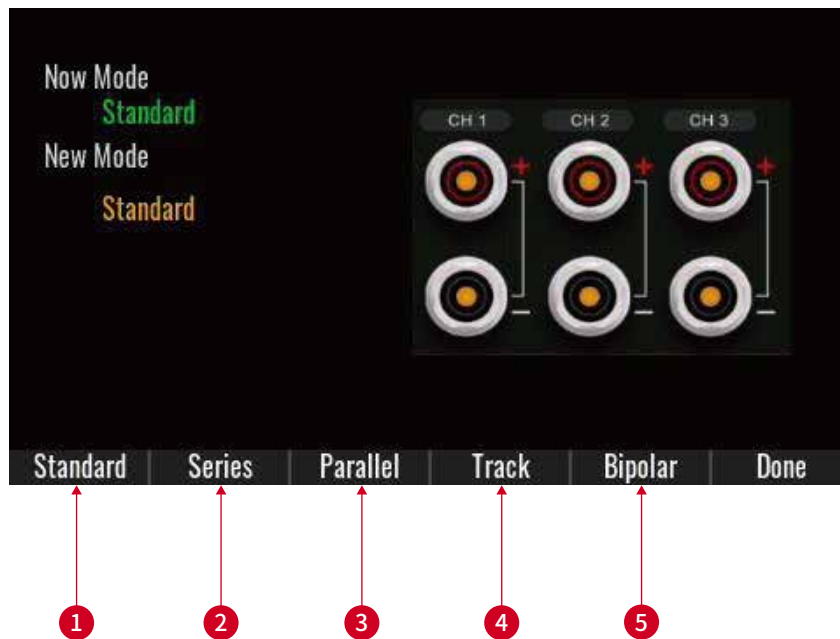 Now Mode
Standard
New Mode
Standard
CH 1 CH 2 CH 3
+ + +
- - -
Standard Series Parallel Track Bipolar Done
1 2 3 4 5